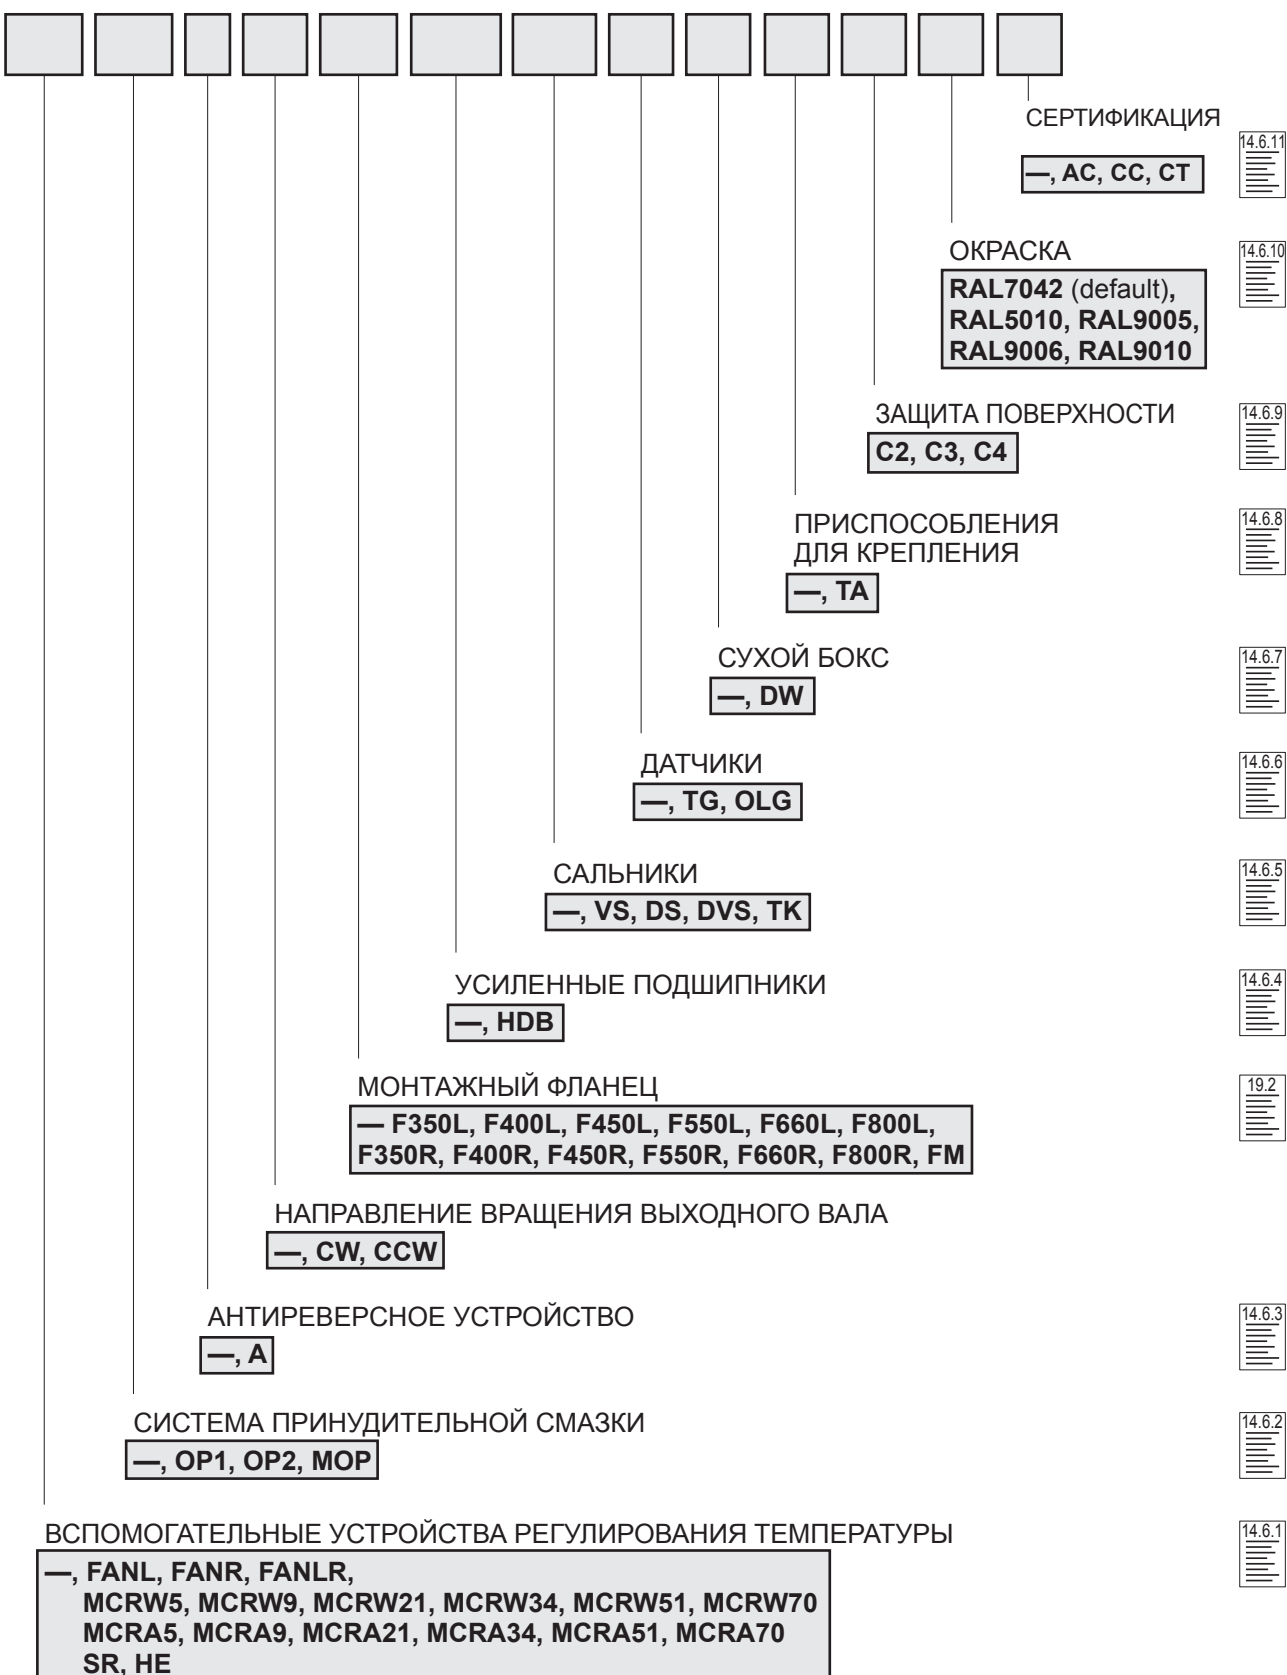 СЕРТИФИКАЦИЯ
14.6.11
—, AC, CC, CT
ОКРАСКА
14.6.10
RAL7042 (default),
RAL5010, RAL9005,
RAL9006, RAL9010
ЗАЩИТА ПОВЕРХНОСТИ
14.6.9
C2, C3, C4
ПРИСПОСОБЛЕНИЯ
14.6.8
ДЛЯ КРЕПЛЕНИЯ
—, TA
СУХОЙ БОКС
14.6.7
—, DW
ДАТЧИКИ
14.6.6
—, TG, OLG
САЛЬНИКИ
14.6.5
—, VS, DS, DVS, TK
УСИЛЕННЫЕ ПОДШИПНИКИ
14.6.4
—, HDB
МОНТАЖНЫЙ ФЛАНЕЦ
19.2
— F350L, F400L, F450L, F550L, F660L, F800L,
F350R, F400R, F450R, F550R, F660R, F800R, FM
НАПРАВЛЕНИЕ ВРАЩЕНИЯ ВЫХОДНОГО ВАЛА
—, CW, CCW
АНТИРЕВЕРСНОЕ УСТРОЙСТВО
14.6.3
—, A
СИСТЕМА ПРИНУДИТЕЛЬНОЙ СМАЗКИ
14.6.2
—, OP1, OP2, MOP
ВСПОМОГАТЕЛЬНЫЕ УСТРОЙСТВА РЕГУЛИРОВАНИЯ ТЕМПЕРАТУРЫ
14.6.1
—, FANL, FANR, FANLR,
MCRW5, MCRW9, MCRW21, MCRW34, MCRW51, MCRW70
MCRA5, MCRA9, MCRA21, MCRA34, MCRA51, MCRA70
SR, HE